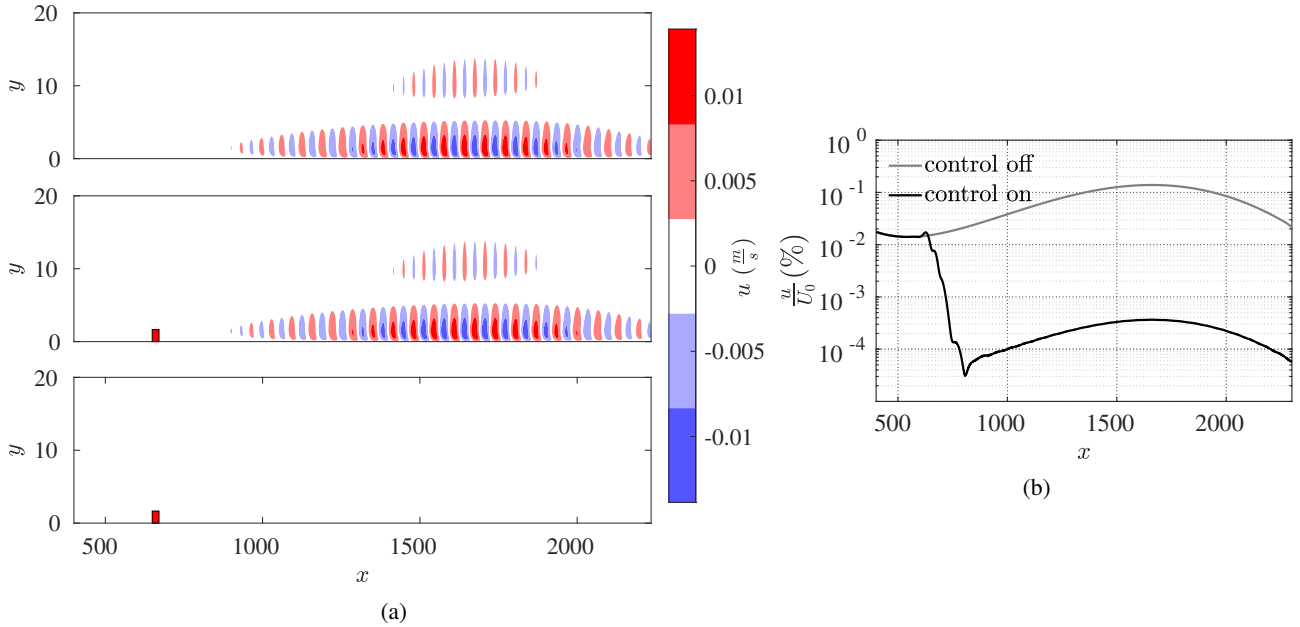 20
10
0
y
20
10
0
y
20
10
0
y
500 1000 1500 2000
x
(a)
0.01
0.005
0
-0.005
-0.01
u (m/s)
10^0
10^-1
10^-2
10^-3
10^-4
u/U_0 (%)
control off
control on
500 1000 1500 2000
x
(b)